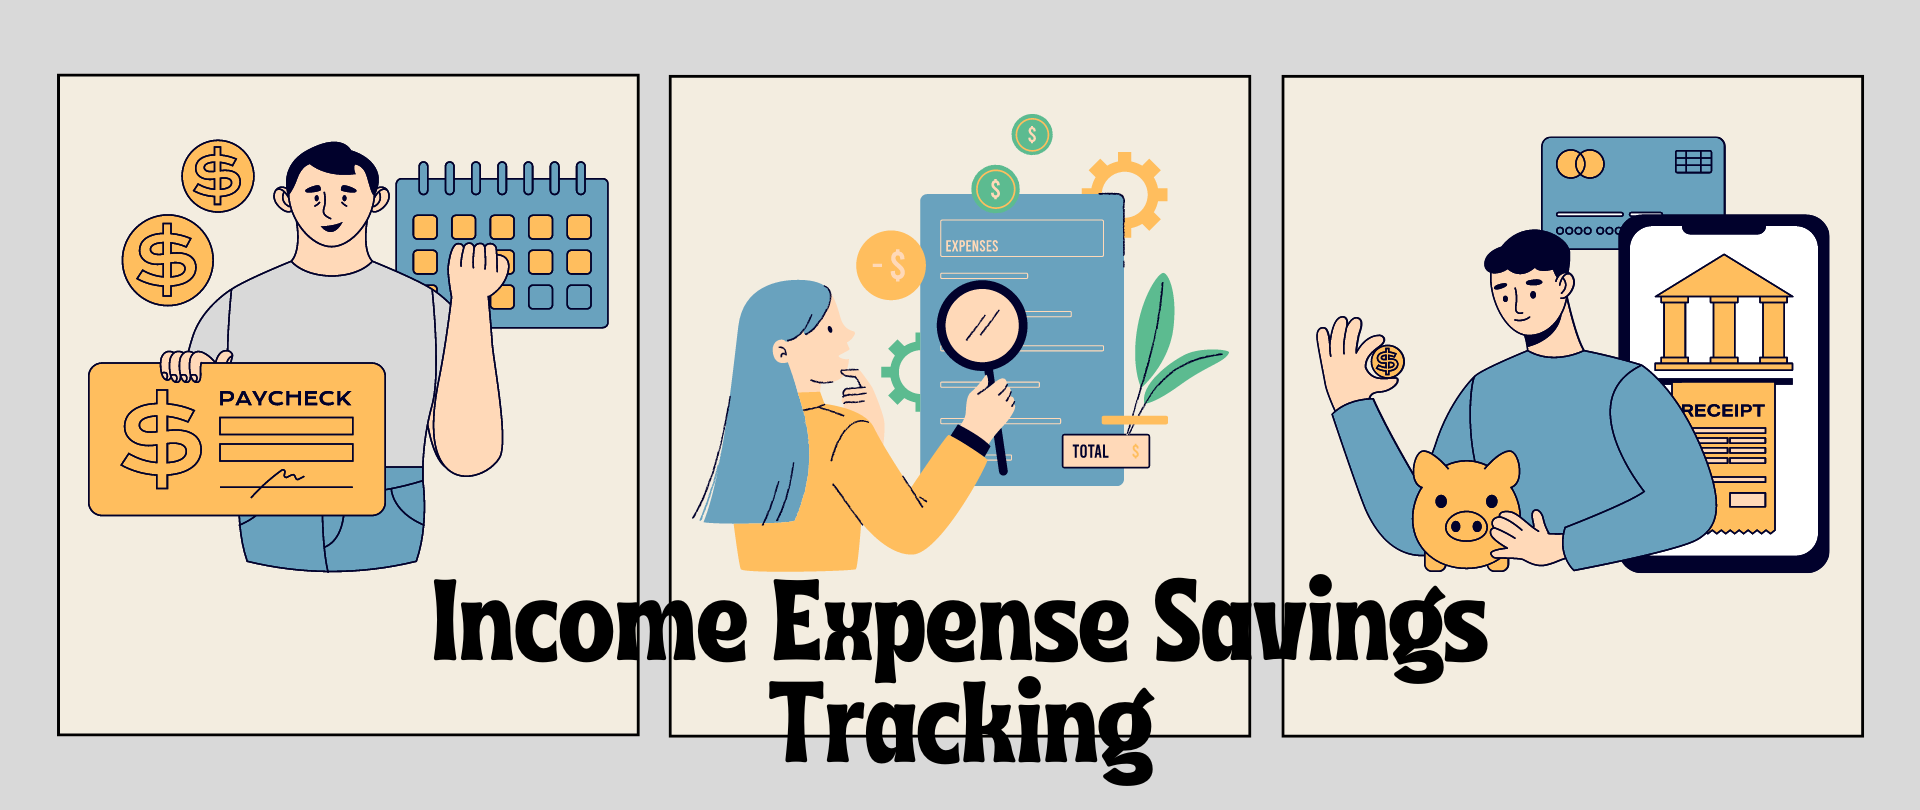 PAYCHECK
$
$
$
EXPENSES
$
$
- $
TOTAL $
$
RECEIPT
Income Expense Savings
Tracking